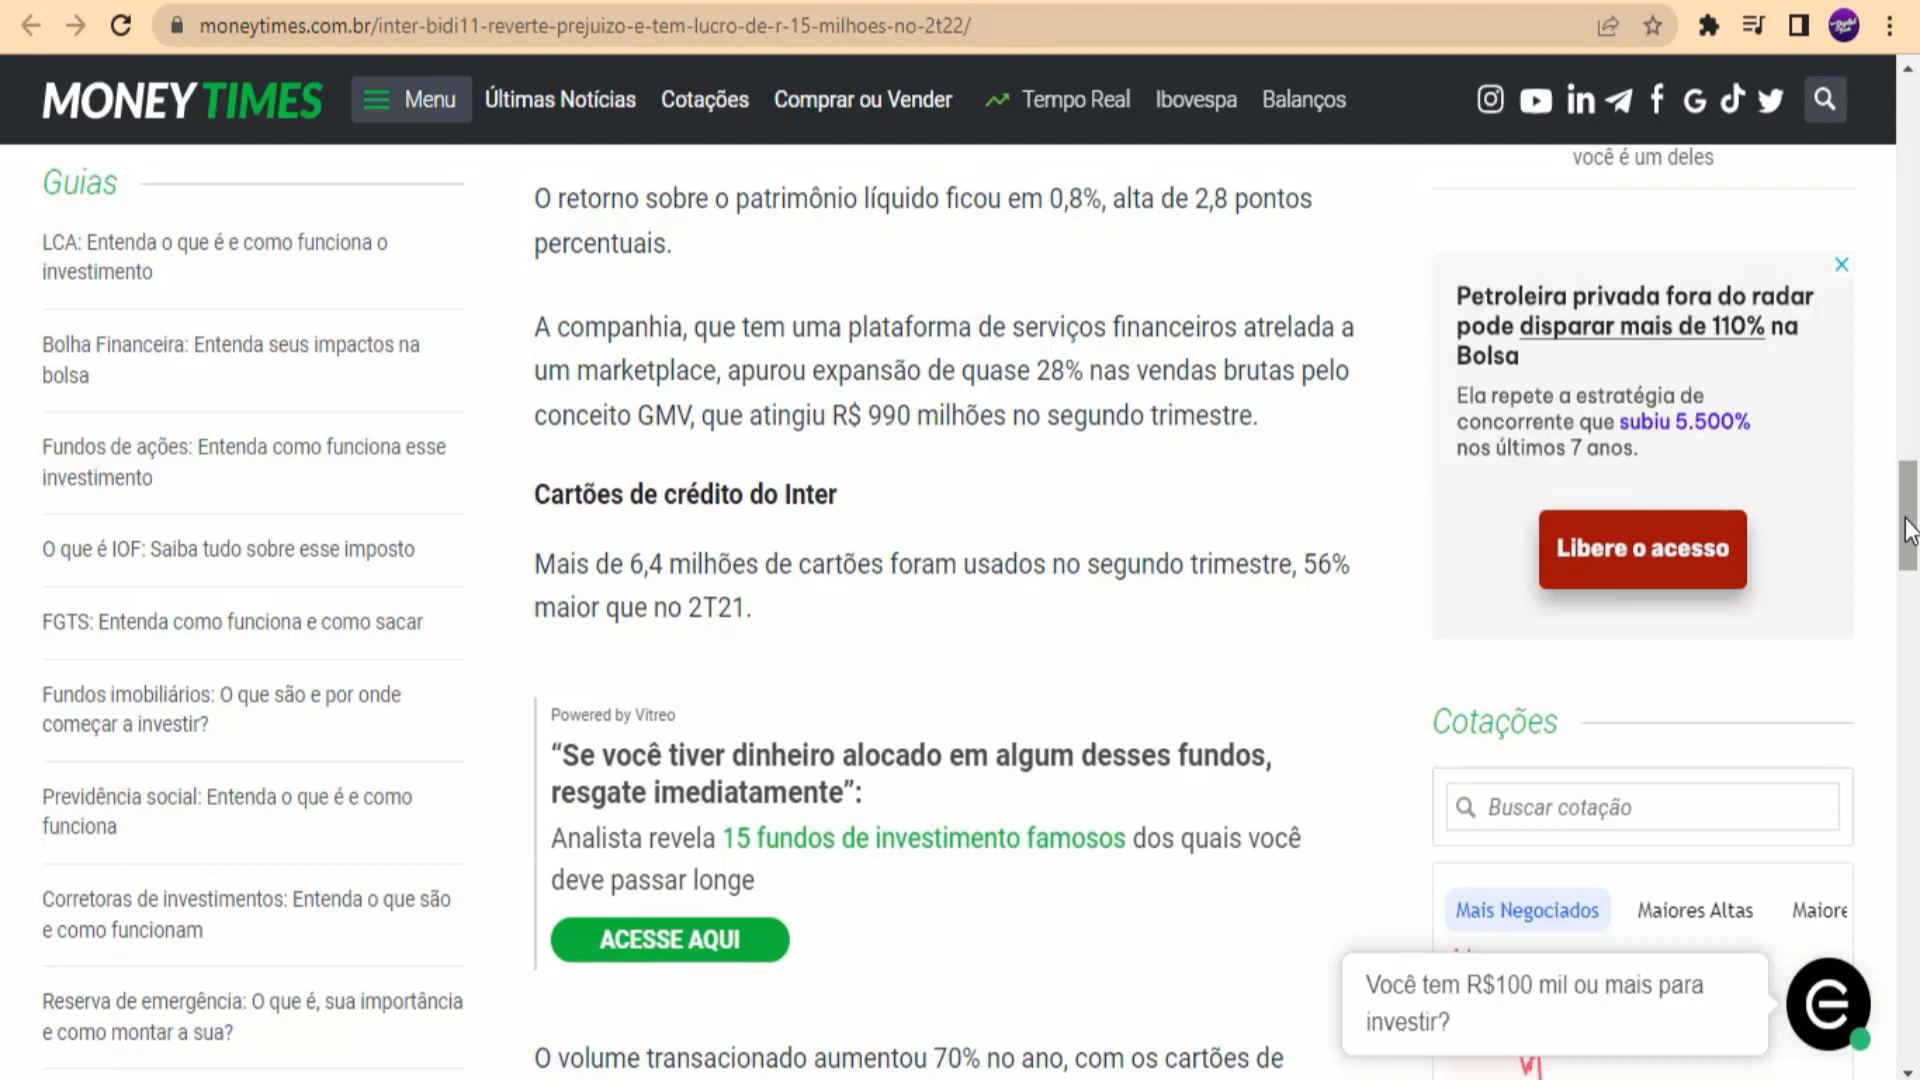 moneytimes.com.br/inter-bidi11-reverte-prejuizo-e-tem-lucro-de-r-15-milhoes-no-2t22/
MONEY TIMES Menu Últimas Notícias Cotações Comprar ou Vender Tempo Real Ibovespa Balanços
Guias
LCA: Entenda o que é e como funciona o
investimento
Bolha Financeira: Entenda seus impactos na
bolsa
Fundos de ações: Entenda como funciona esse
investimento
O que é IOF: Saiba tudo sobre esse imposto
FGTS: Entenda como funciona e como sacar
Fundos imobiliários: O que são e por onde
começar a investir?
Previdência social: Entenda o que é e como
funciona
Corretoras de investimentos: Entenda o que são
e como funcionam
Reserva de emergência: O que é, sua importância
e como montar a sua?
O retorno sobre o patrimônio líquido ficou em 0,8%, alta de 2,8 pontos
percentuais.
A companhia, que tem uma plataforma de serviços financeiros atrelada a
um marketplace, apurou expansão de quase 28% nas vendas brutas pelo
conceito GMV, que atingiu R$ 990 milhões no segundo trimestre.
Cartões de crédito do Inter
Mais de 6,4 milhões de cartões foram usados no segundo trimestre, 56%
maior que no 2T21.
Powered by Vitreo
“Se você tiver dinheiro alocado em algum desses fundos,
resgate imediatamente”:
Analista revela 15 fundos de investimento famosos dos quais você
deve passar longe
ACESSE AQUI
O volume transacionado aumentou 70% no ano, com os cartões de
você é um deles
Petroleira privada fora do radar
pode disparar mais de 110% na
Bolsa
Ela repete a estratégia de
concorrente que subiu 5.500%
nos últimos 7 anos.
Libere o acesso
Cotações
Buscar cotação
Mais Negociados Maiores Altas Maiore
Você tem R$100 mil ou mais para
investir?